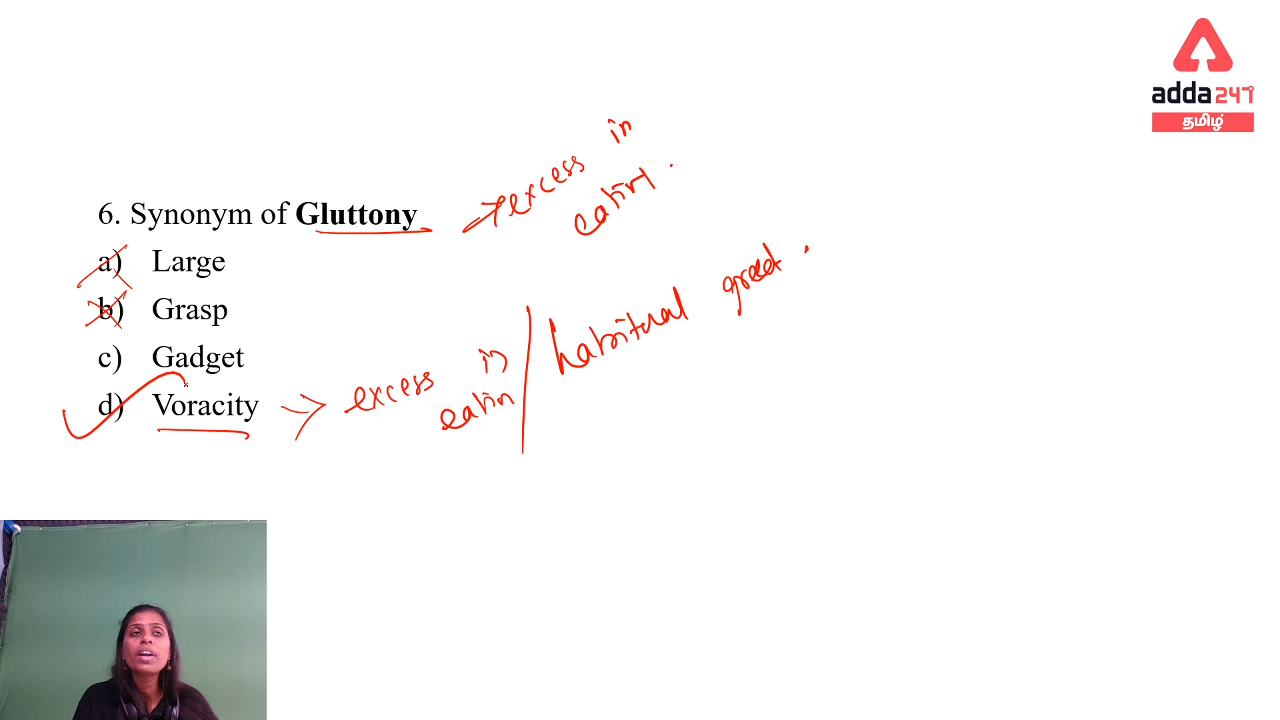 adda247
தமிழ்
6. Synonym of Gluttony
excess in
eating.
a) Large
b) Grasp
c) Gadget
d) Voracity
excess in
eatin
habitual greed.